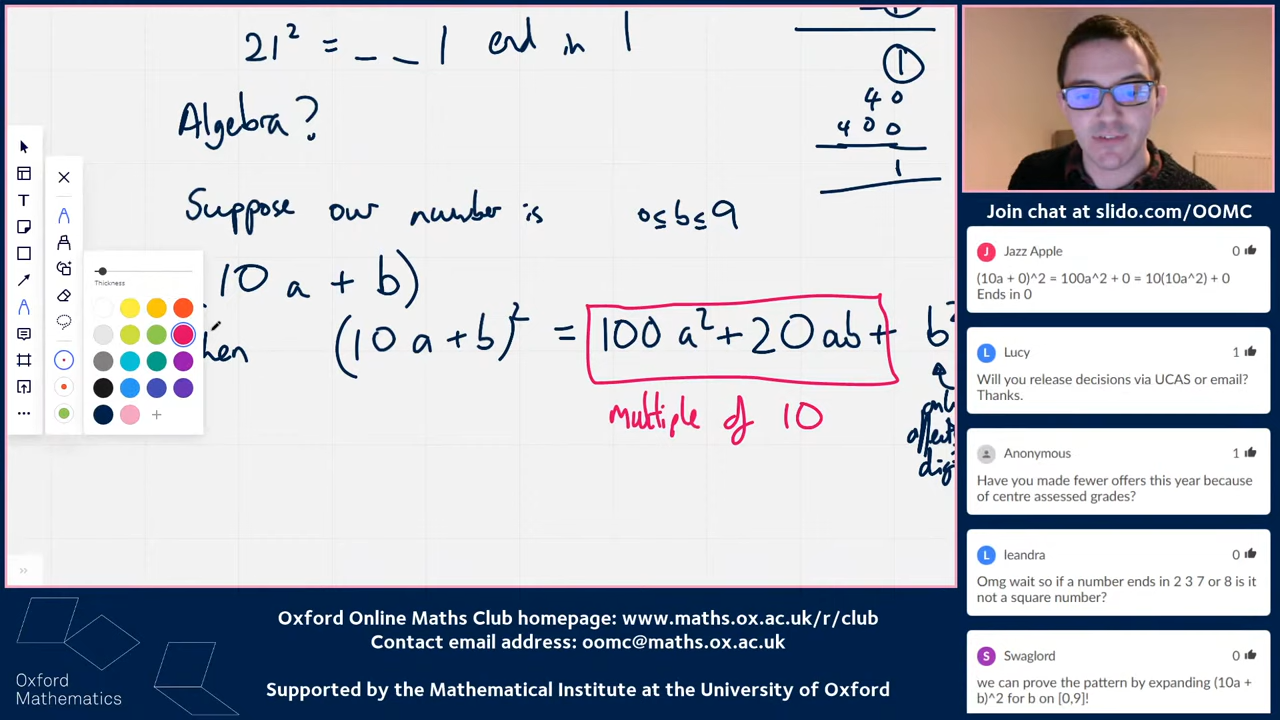 21² = _ _ 1 end in 1
1
40
400
1
Algebra?
Suppose our number is 0≤b≤9
10a + b)
hen (10a+b)² = 100a²+20ab+ b²
multiple of 10
Thickness
Join chat at slido.com/OOMC
J Jazz Apple 0
(10a + 0)^2 = 100a^2 + 0 = 10(10a^2) + 0
Ends in 0
L Lucy 1
Will you release decisions via UCAS or email?
Thanks.
Anonymous 1
Have you made fewer offers this year because
of centre assessed grades?
L leandra 0
Omg wait so if a number ends in 2 3 7 or 8 is it
not a square number?
S Swaglord 0
we can prove the pattern by expanding (10a +
b)^2 for b on [0,9]!
Oxford Online Maths Club homepage: www.maths.ox.ac.uk/r/club
Contact email address: oomc@maths.ox.ac.uk
Supported by the Mathematical Institute at the University of Oxford
Oxford
Mathematics